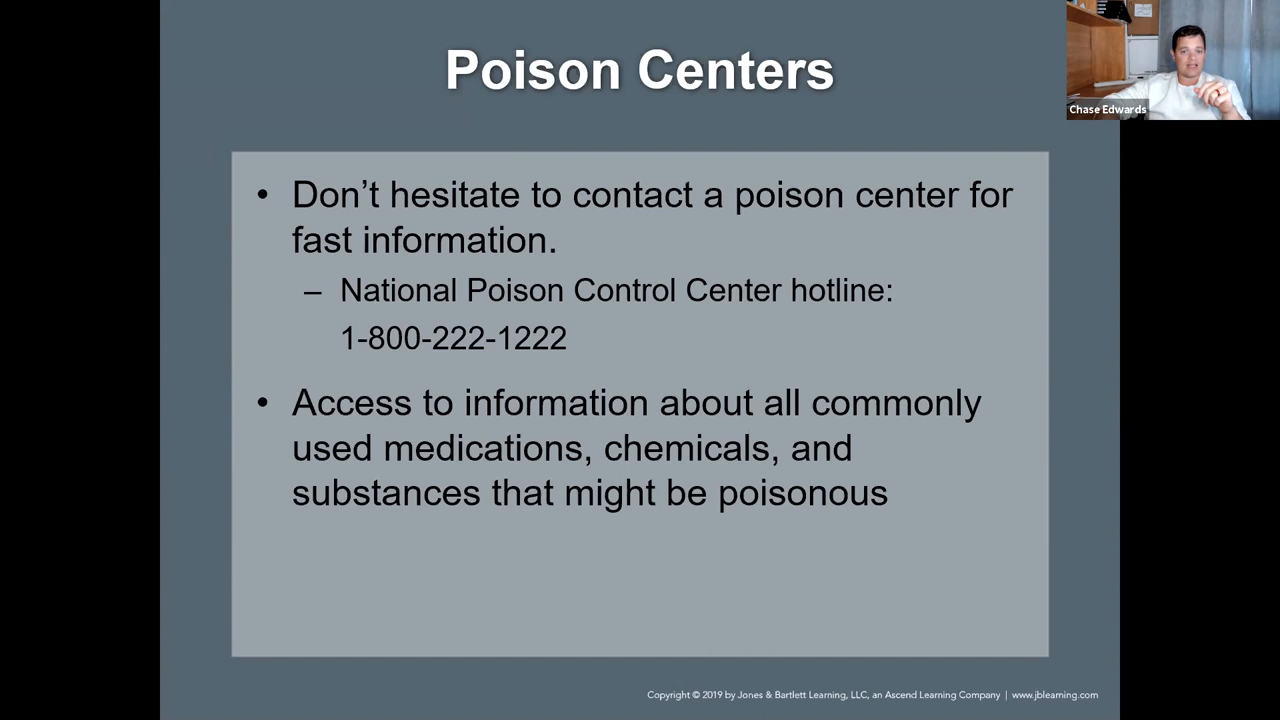 Poison Centers
Chase Edwards
• Don’t hesitate to contact a poison center for
fast information.
– National Poison Control Center hotline:
1-800-222-1222
• Access to information about all commonly
used medications, chemicals, and
substances that might be poisonous
Copyright © 2019 by Jones & Bartlett Learning, LLC, an Ascend Learning Company | www.jblearning.com